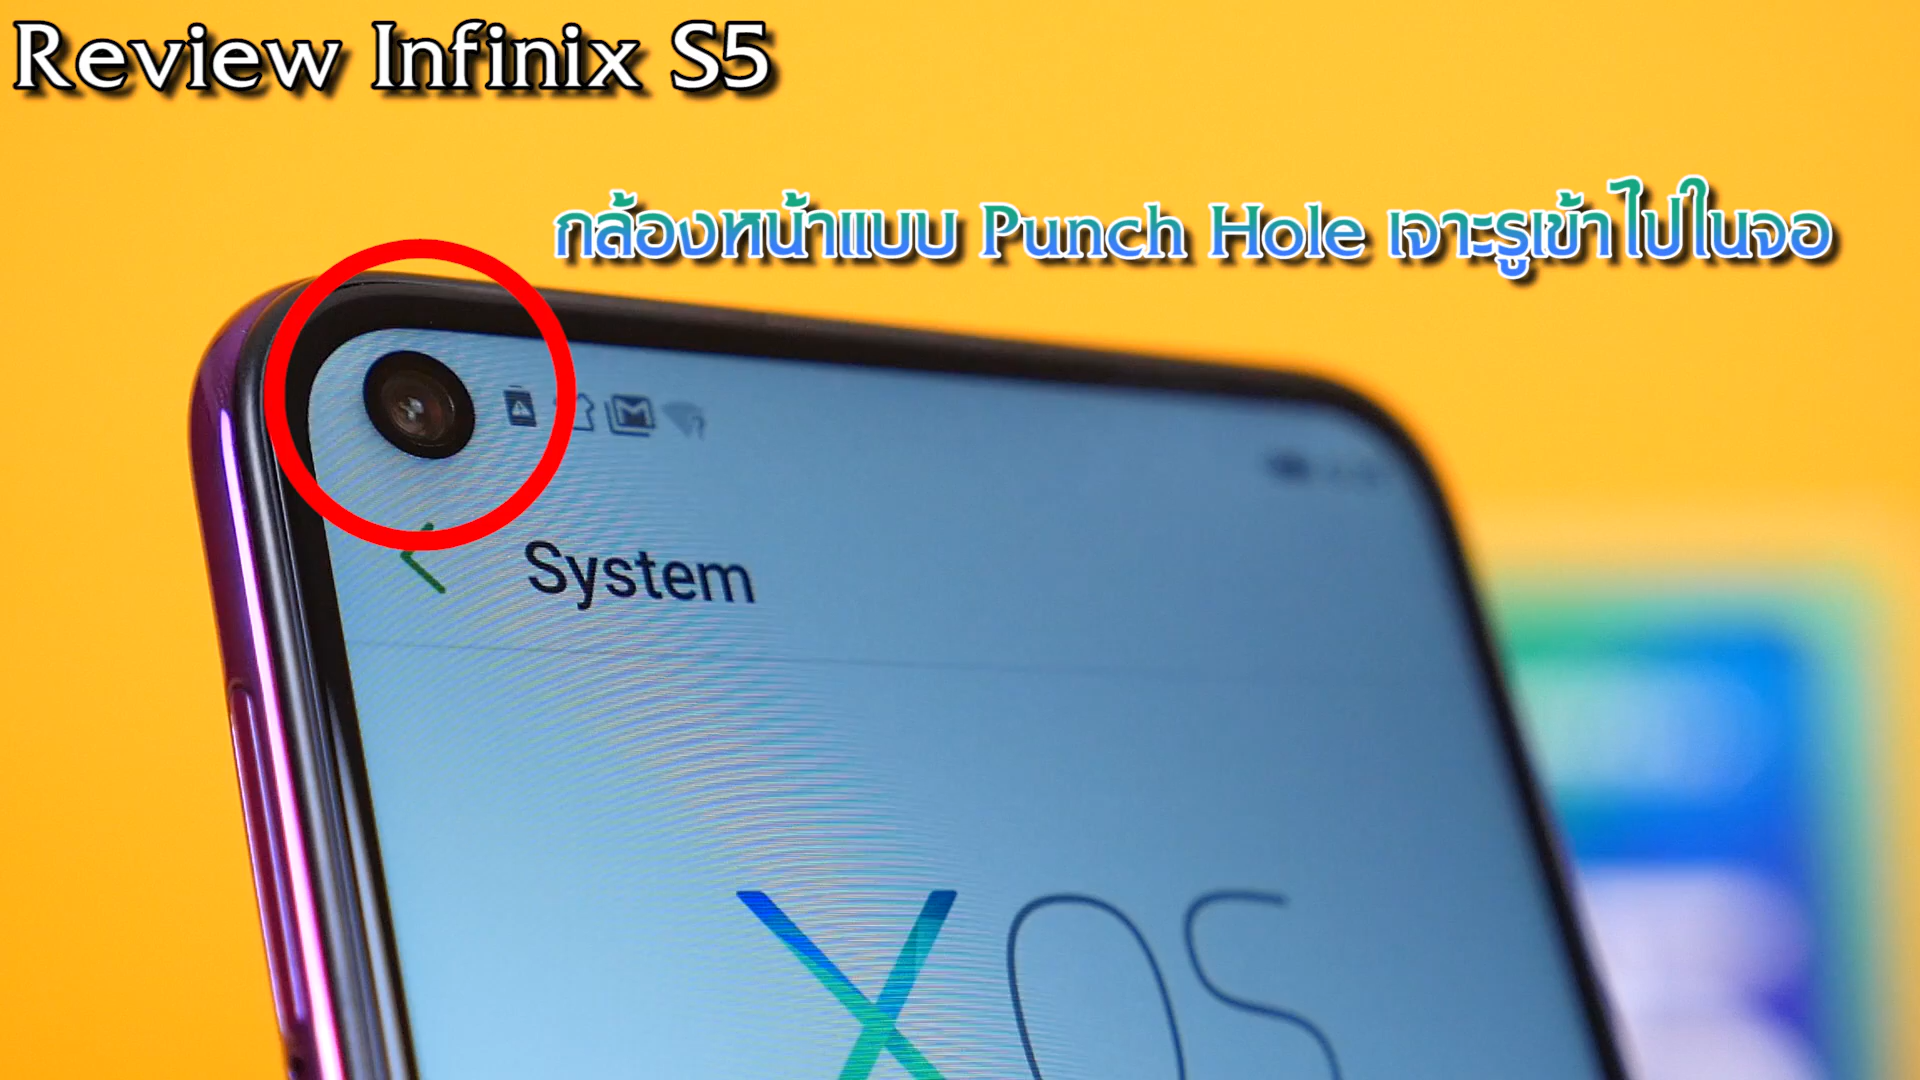 Review Infinix S5
กล้องหน้าแบบ Punch Hole เจาะรูเข้าไปในจอ
System
XOS